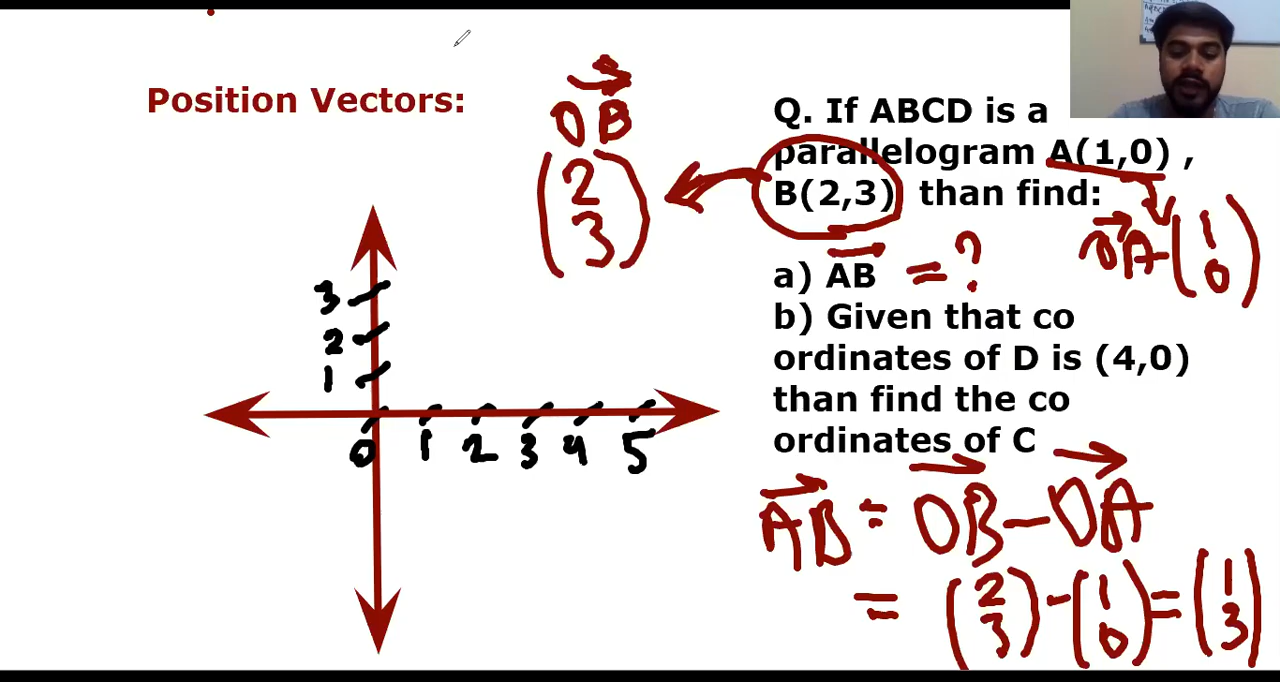 Position Vectors:
OB
(2
3)
Q. If ABCD is a
parallelogram A(1,0) ,
B(2,3) than find:
OA - (1
0)
a) AB = ?
b) Given that co
ordinates of D is (4,0)
than find the co
ordinates of C
3
2
1
0 1 2 3 4 5
AB = OB - OA
= (2
3) - (1
0) = (1
3)